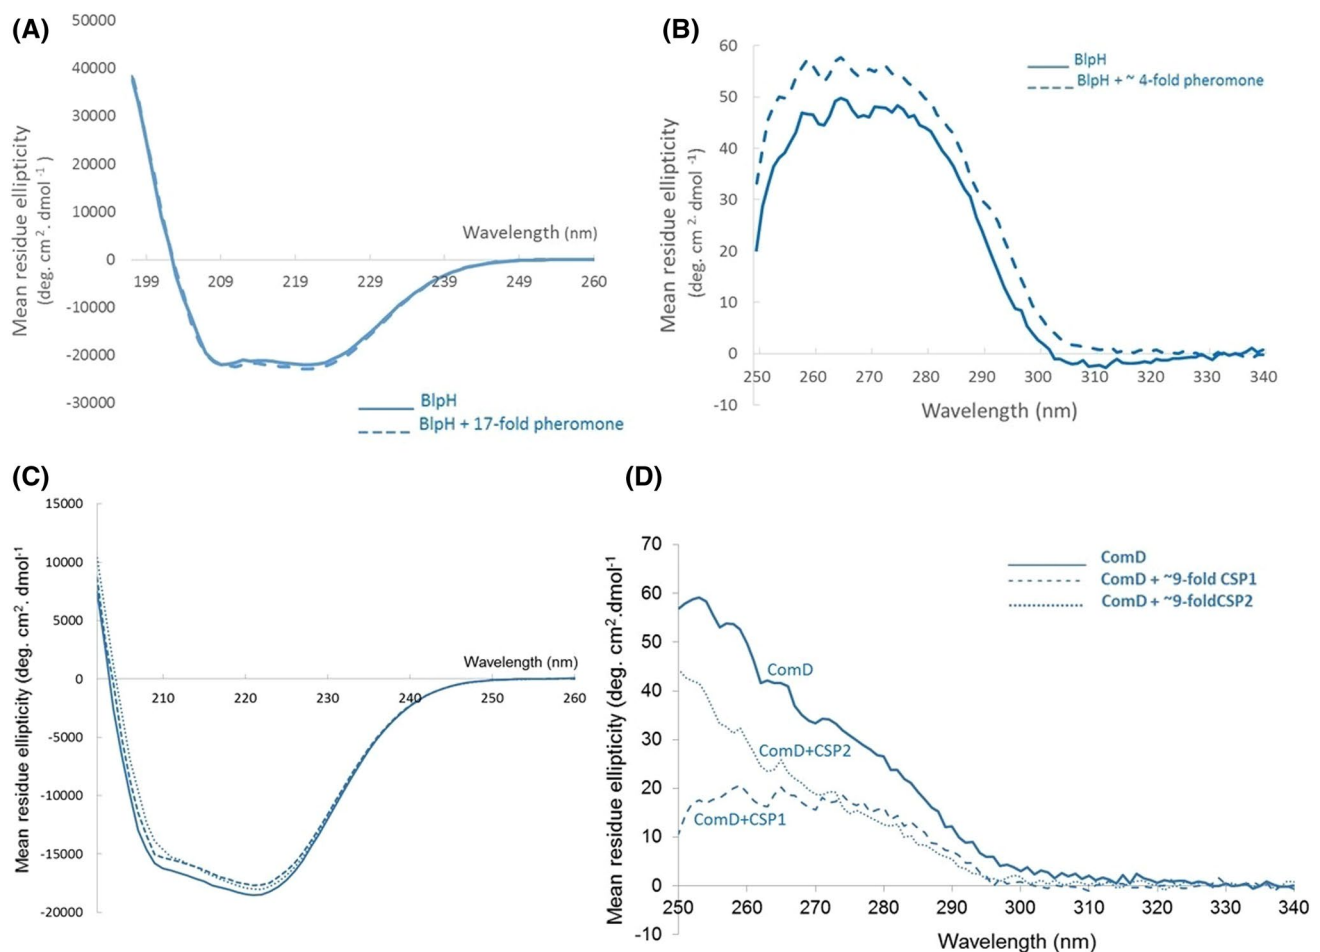 (A)
50000
40000
30000
20000
10000
0
-10000
-20000
-30000
Mean residue ellipticity
(deg. cm 2. dmol -1 )
Wavelength (nm)
199 209 219 229 239 249 260
BlpH
BlpH + 17-fold pheromone
(B)
60
50
40
30
20
10
0
-10
Mean residue ellipticity
(deg. cm 2. dmol -1)
BlpH
BlpH + ~ 4-fold pheromone
250 260 270 280 290 300 310 320 330 340
Wavelength (nm)
(C)
15000
10000
5000
0
-5000
-10000
-15000
-20000
Mean residue ellipticity (deg. cm2. dmol-1
Wavelength (nm)
210 220 230 240 250 260
(D)
70
60
50
40
30
20
10
0
-10
Mean residue ellipticity (deg. cm2.dmol-1
ComD
ComD + ~9-fold CSP1
ComD + ~9-foldCSP2
ComD
ComD+CSP2
ComD+CSP1
250 260 270 280 290 300 310 320 330 340
Wavelength (nm)